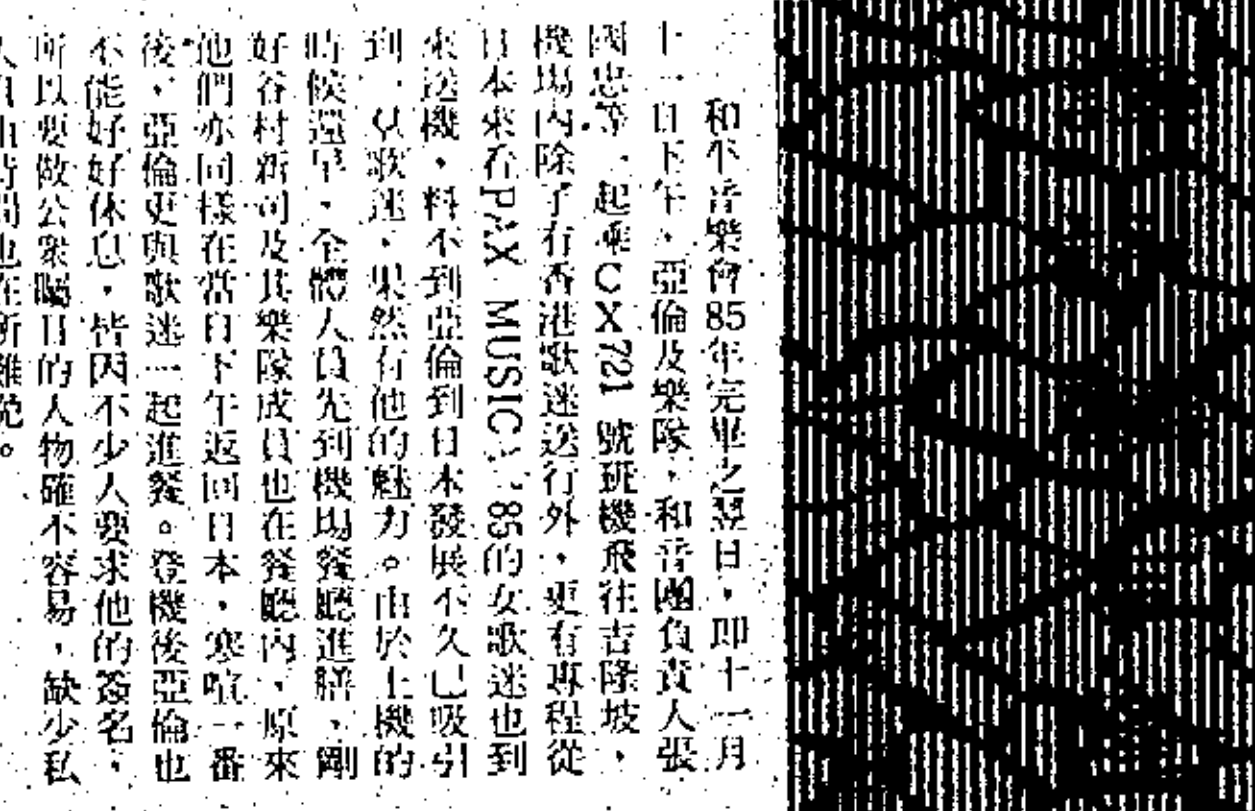 和平音樂會85年完畢之翌日，即十一月
十一日下午，亞倫及樂隊，和音團負責人張
國忠等一起乘CX721號班機飛往吉隆坡，
機場內除了有香港歌迷送行外，更有專程從
日本來看PAX MUSIC 85的女歌迷也到
來送機，料不到亞倫到日本發展不久已吸引
到一 歌迷，果然有他的魅力。由於上機的
時候還早，全體人員先到機場餐廳進膳，剛
好谷村新司及其樂隊成員也在餐廳內，原來
他們亦同樣在當日下午返回日本，寒喧一番
後，亞倫更與歌迷一起進餐。登機後亞倫也
不能好好休息，皆因不少人要求他的簽名，
所以要做公衆矚目的人物確不容易，缺少私
人自由時間也在所難免。